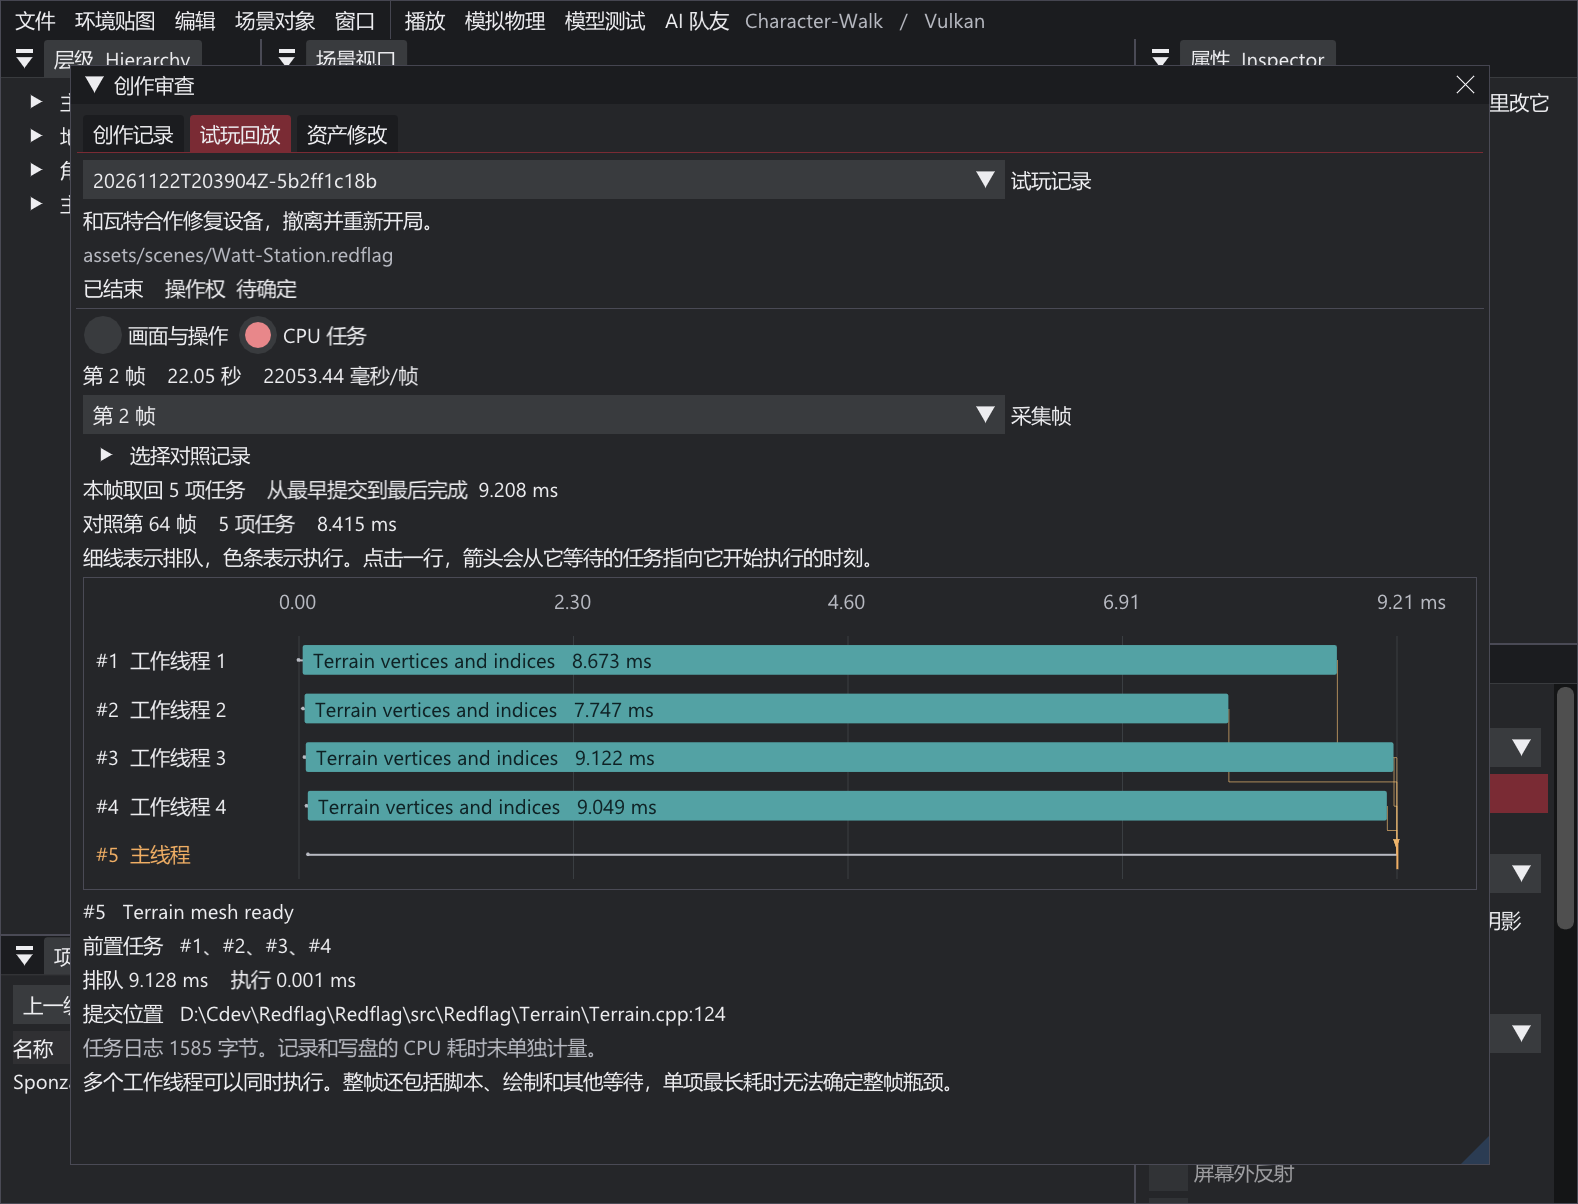 文件 环境贴图 编辑 场景对象 窗口 播放 模拟物理 模型测试 AI 队友 Character-Walk / Vulkan
层级 Hierarchy 场景视口 属性 Inspector
创作审查
里改它
创作记录 试玩回放 资产修改
20261122T203904Z-5b2ff1c18b 试玩记录
和瓦特合作修复设备，撤离并重新开局。
assets/scenes/Watt-Station.redflag
已结束 操作权 待确定
画面与操作 CPU 任务
第 2 帧 22.05 秒 22053.44 毫秒/帧
第 2 帧 采集帧
选择对照记录
本帧取回 5 项任务 从最早提交到最后完成 9.208 ms
对照第 64 帧 5 项任务 8.415 ms
细线表示排队，色条表示执行。点击一行，箭头会从它等待的任务指向它开始执行的时刻。
0.00 2.30 4.60 6.91 9.21 ms
#1 工作线程 1 Terrain vertices and indices 8.673 ms
#2 工作线程 2 Terrain vertices and indices 7.747 ms
#3 工作线程 3 Terrain vertices and indices 9.122 ms
#4 工作线程 4 Terrain vertices and indices 9.049 ms
#5 主线程
#5 Terrain mesh ready
阴影
前置任务 #1、#2、#3、#4
项
排队 9.128 ms 执行 0.001 ms
上一级
提交位置 D:\Cdev\Redflag\Redflag\src\Redflag\Terrain\Terrain.cpp:124
名称
任务日志 1585 字节。记录和写盘的 CPU 耗时未单独计量。
Sponza
多个工作线程可以同时执行。整帧还包括脚本、绘制和其他等待，单项最长耗时无法确定整帧瓶颈。
屏幕外反射